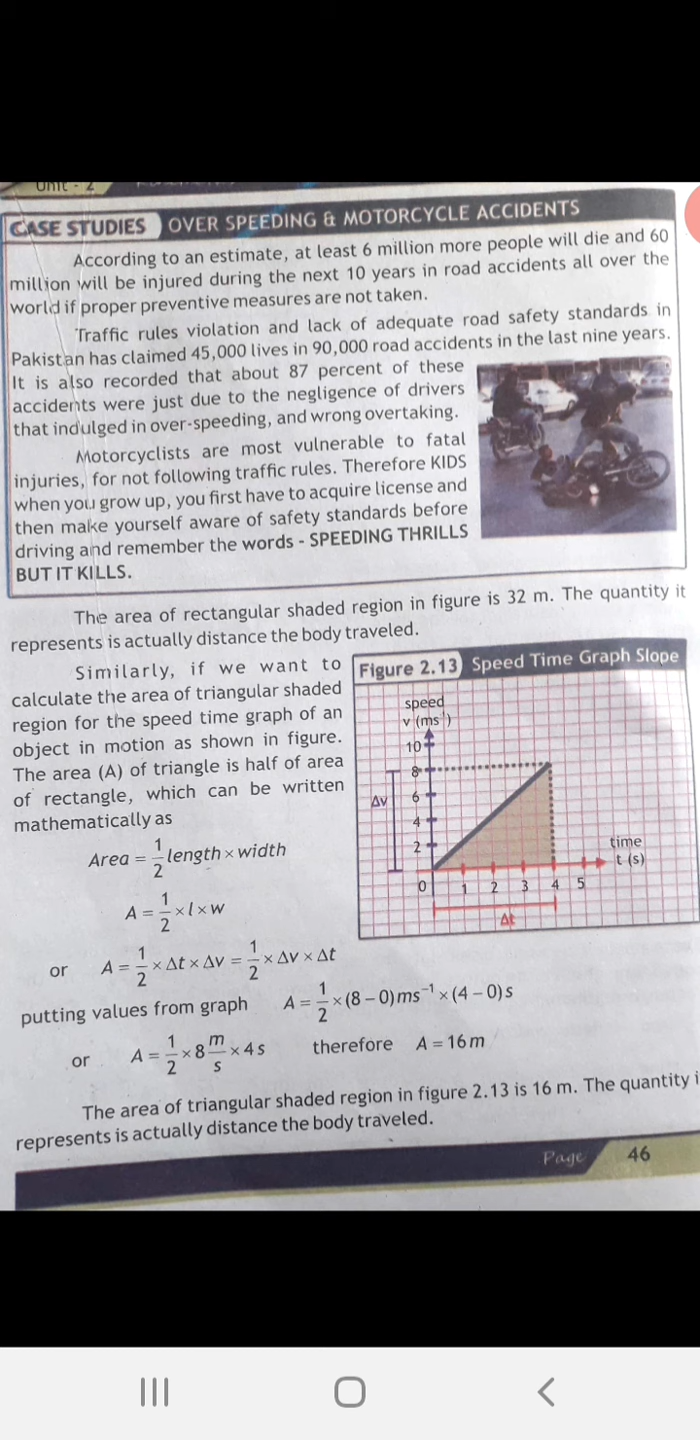 Unit - 2
CASE STUDIES OVER SPEEDING & MOTORCYCLE ACCIDENTS
According to an estimate, at least 6 million more people will die and 60
million will be injured during the next 10 years in road accidents all over the
world if proper preventive measures are not taken.
Traffic rules violation and lack of adequate road safety standards in
Pakistan has claimed 45,000 lives in 90,000 road accidents in the last nine years.
It is also recorded that about 87 percent of these
accidents were just due to the negligence of drivers
that indulged in over-speeding, and wrong overtaking.
Motorcyclists are most vulnerable to fatal
injuries, for not following traffic rules. Therefore KIDS
when you grow up, you first have to acquire license and
then make yourself aware of safety standards before
driving and remember the words - SPEEDING THRILLS
BUT IT KILLS.
The area of rectangular shaded region in figure is 32 m. The quantity it
represents is actually distance the body traveled.
Similarly, if we want to
calculate the area of triangular shaded
region for the speed time graph of an
object in motion as shown in figure.
The area (A) of triangle is half of area
of rectangle, which can be written
mathematically as
Area = 1/2 length × width
A = 1/2 × l × w
or A = 1/2 × Δt × Δv = 1/2 × Δv × Δt
Figure 2.13 Speed Time Graph Slope
speed
v (ms⁻¹)
10
8
Δv 6
4
2
time
t (s)
0 1 2 3 4 5
Δt
putting values from graph A = 1/2 × (8 – 0) ms⁻¹ × (4 – 0) s
or A = 1/2 × 8 m/s × 4 s therefore A = 16 m
The area of triangular shaded region in figure 2.13 is 16 m. The quantity i
represents is actually distance the body traveled.
Page 46